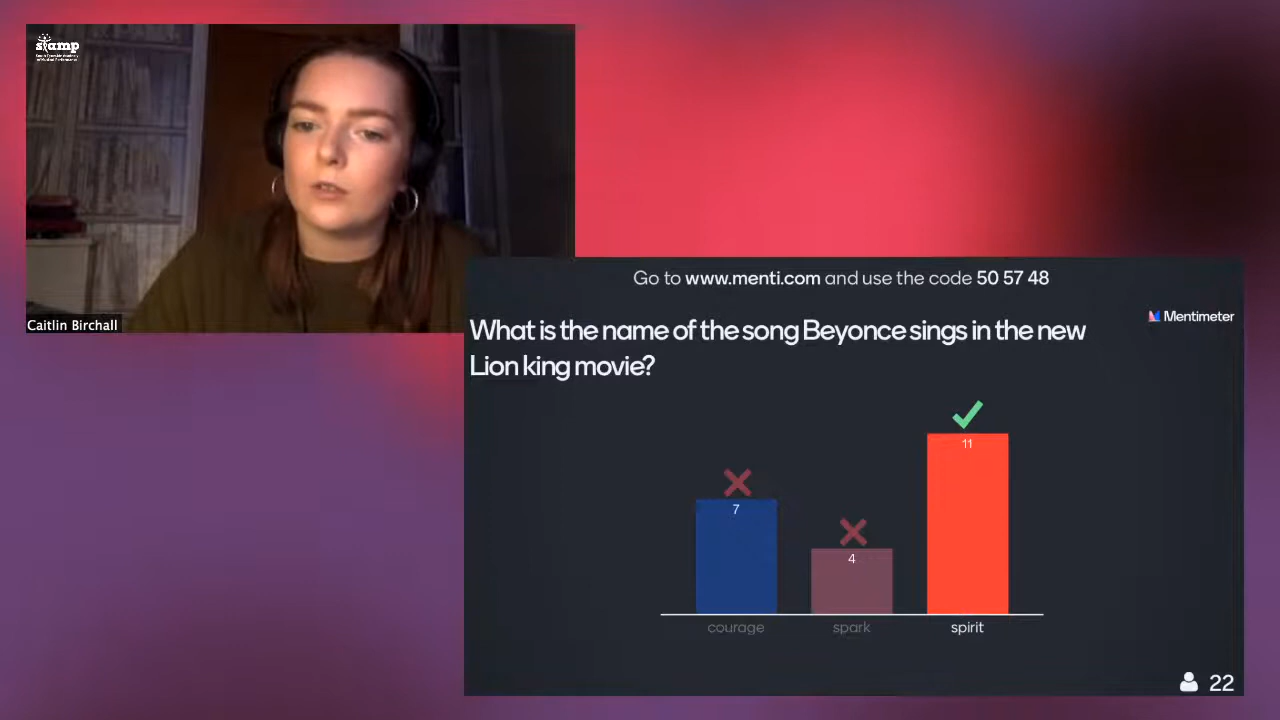 stamp
Caitlin Birchall
Go to www.menti.com and use the code 50 57 48
Mentimeter
What is the name of the song Beyonce sings in the new
Lion king movie?
7
4
11
courage
spark
spirit
22